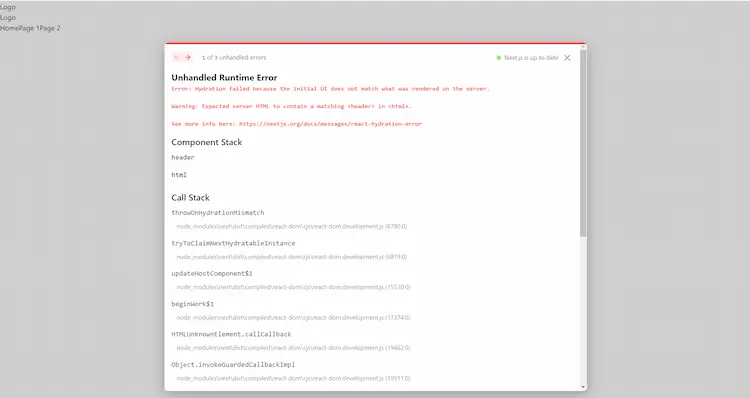 Logo
Logo
HomePage 1Page 2
1 of 3 unhandled errors
Next.js is up to date
Unhandled Runtime Error
Error: Hydration failed because the initial UI does not match what was rendered on the server.
Warning: Expected server HTML to contain a matching <header> in <html>.
See more info here: https://nextjs.org/docs/messages/react-hydration-error
Component Stack
header
html
Call Stack
throwOnHydrationMismatch
node_modules\next\dist\compiled\react-dom\cjs\react-dom.development.js (6780:0)
tryToClaimNextHydratableInstance
node_modules\next\dist\compiled\react-dom\cjs\react-dom.development.js (6819:0)
updateHostComponent$1
node_modules\next\dist\compiled\react-dom\cjs\react-dom.development.js (15530:0)
beginWork$1
node_modules\next\dist\compiled\react-dom\cjs\react-dom.development.js (17374:0)
HTMLUnknownElement.callCallback
node_modules\next\dist\compiled\react-dom\cjs\react-dom.development.js (19462:0)
Object.invokeGuardedCallbackImpl
node_modules\next\dist\compiled\react-dom\cjs\react-dom.development.js (19511:0)